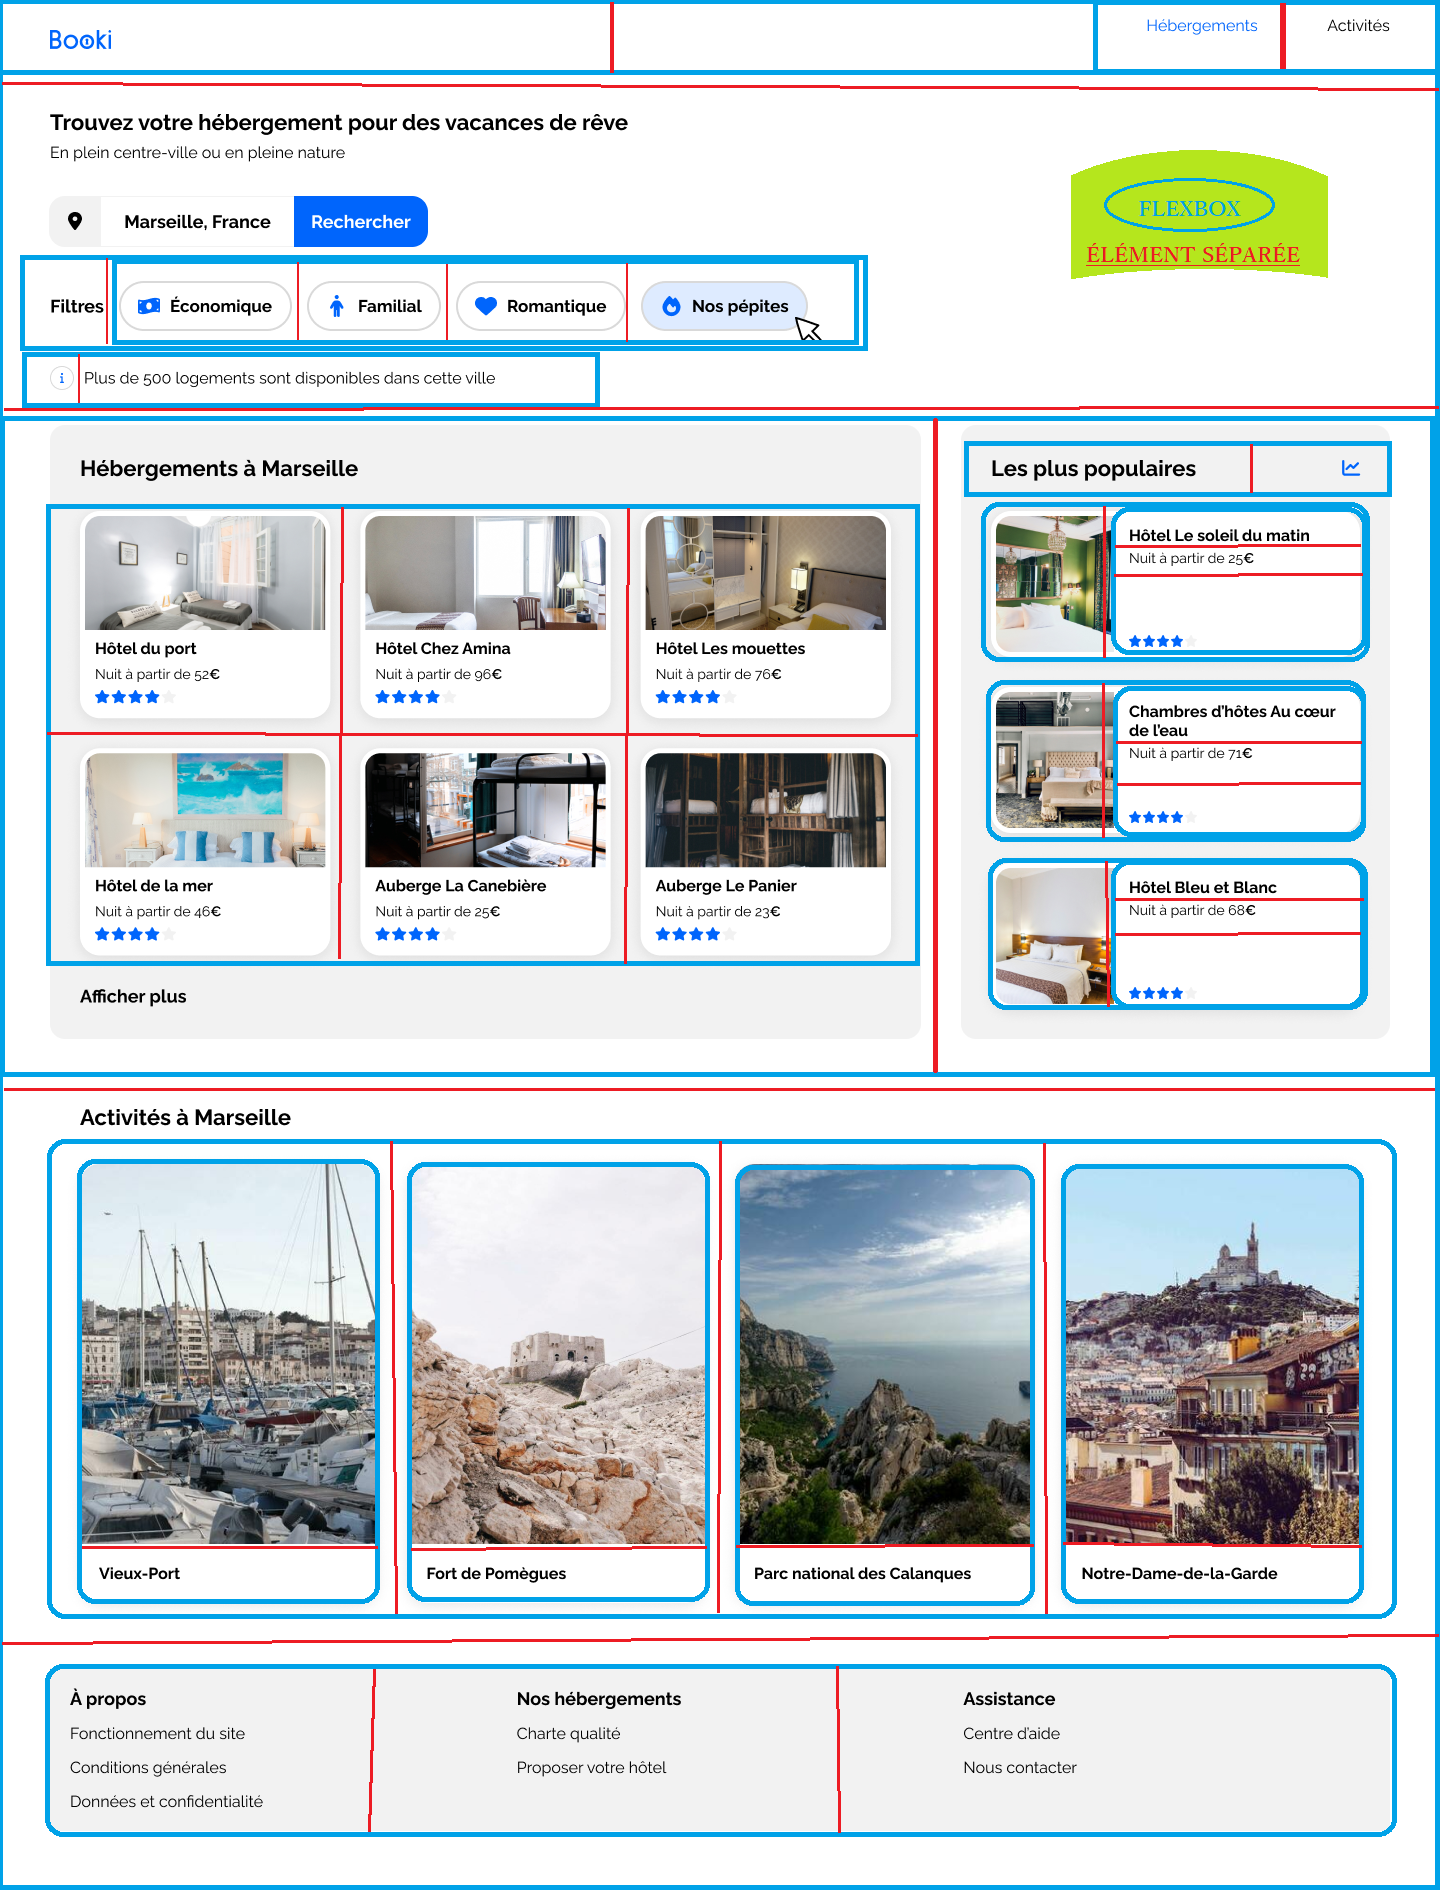 Booki
Hébergements
Activités
Trouvez votre hébergement pour des vacances de rêve
En plein centre-ville ou en pleine nature
FLEXBOX
ÉLÉMENT SÉPARÉE
Marseille, France
Rechercher
Filtres
Économique
Familial
Romantique
Nos pépites
Plus de 500 logements sont disponibles dans cette ville
Hébergements à Marseille
Hôtel du port
Nuit à partir de 52€
Hôtel Chez Amina
Nuit à partir de 96€
Hôtel Les mouettes
Nuit à partir de 76€
Hôtel de la mer
Nuit à partir de 46€
Auberge La Canebière
Nuit à partir de 25€
Auberge Le Panier
Nuit à partir de 23€
Afficher plus
Les plus populaires
Hôtel Le soleil du matin
Nuit à partir de 25€
Chambres d'hôtes Au cœur
de l'eau
Nuit à partir de 71€
Hôtel Bleu et Blanc
Nuit à partir de 68€
Activités à Marseille
Vieux-Port
Fort de Pomègues
Parc national des Calanques
Notre-Dame-de-la-Garde
À propos
Fonctionnement du site
Conditions générales
Données et confidentialité
Nos hébergements
Charte qualité
Proposer votre hôtel
Assistance
Centre d'aide
Nous contacter